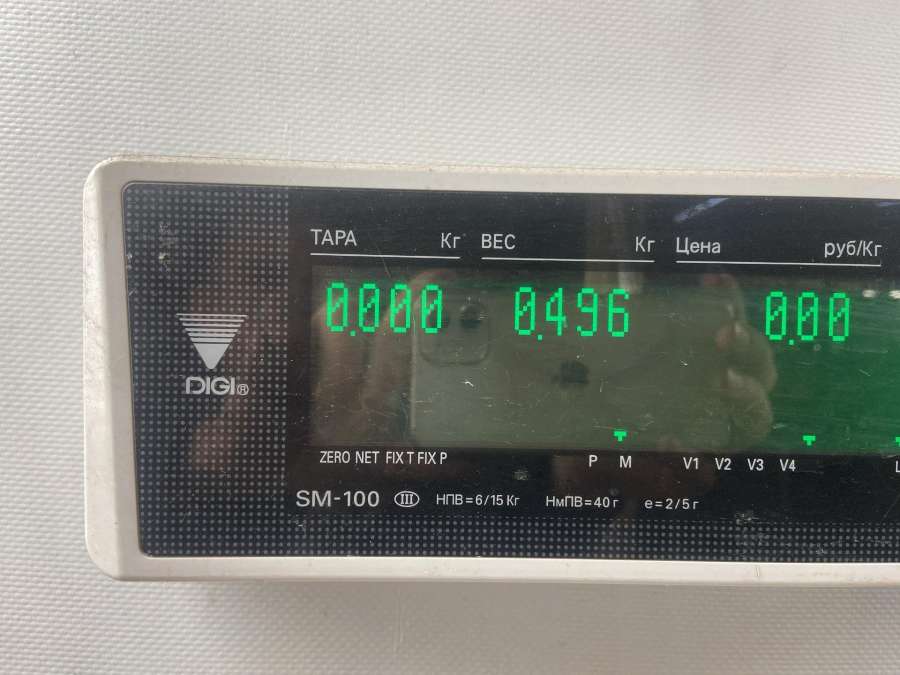 ТАРА Кг ВЕС Кг Цена руб/Кг
0.000 0.496 0.00
DIGI®
ZERO NET FIX T FIX P P M V1 V2 V3 V4
SM-100 III НПВ=6/15 Кг НмПВ=40 г e=2/5 г